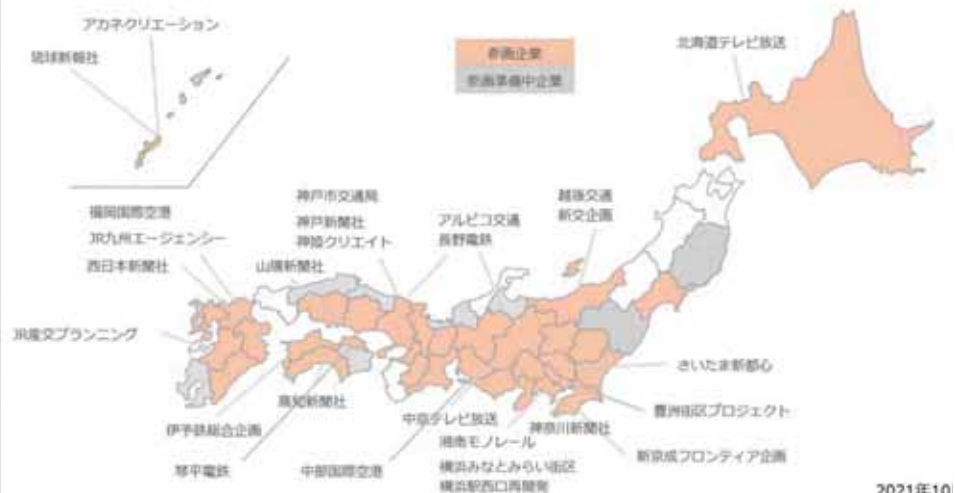 アカネクリエーション
琉球新報社
参画企業
参画準備中企業
北海道テレビ放送
福岡国際空港
JR九州エージェンシー
西日本新聞社
神戸市交通局
神戸新聞社
神姫クリエイト
山陽新聞社
アルピコ交通
長野電鉄
越後交通
新交企画
JR産交プランニング
さいたま新都心
高知新聞社
伊予鉄総合企画
琴平電鉄
中京テレビ放送
中部国際空港
湘南モノレール
横浜みなとみらい街区
横浜駅西口再開発
神奈川新聞社
豊洲街区プロジェクト
新京成フロンティア企画
2021年10